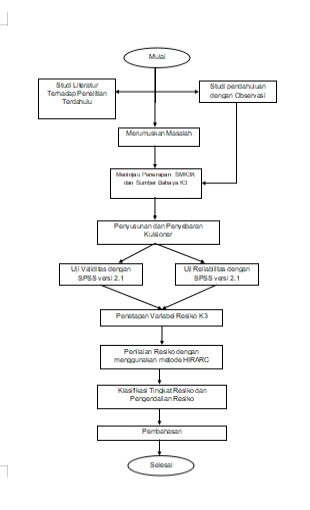 Mulai
Studi Literatur
Terhadap Penelitian
Terdahulu
Studi pendahuluan
dengan Observasi
Merumuskan Masalah
Meninjau Penerapan SMK3K
dan Sumber Bahaya K3
Penyusunan dan Penyebaran
Kuisioner
Uji Validitas dengan
SPSS versi 2.1
Uji Reliabilitas dengan
SPSS versi 2.1
Penetapan Variabel Resiko K3
Penilaian Resiko dengan
menggunakan metode HIRARC
Klasifikasi Tingkat Resiko dan
Pengendalian Resiko
Pembahasan
Selesai